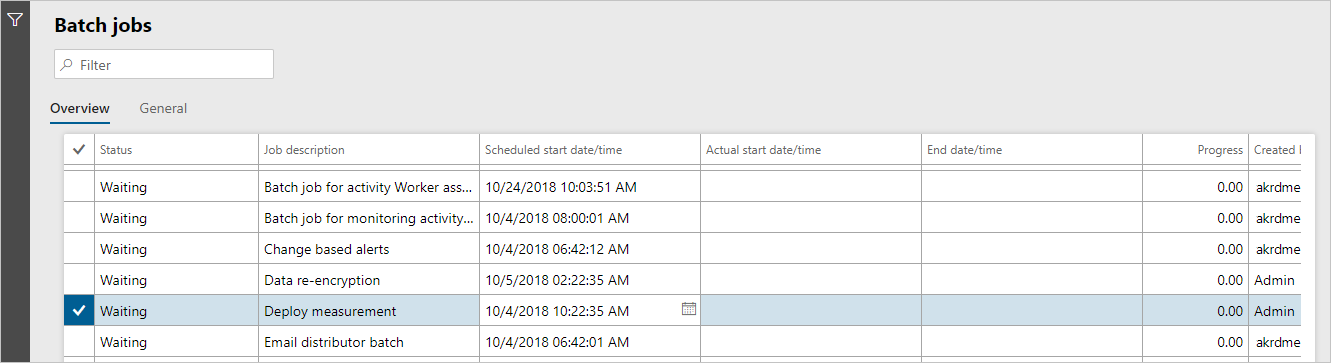 Batch jobs
Filter
Overview General
Status Job description Scheduled start date/time Actual start date/time End date/time Progress Created
Waiting Batch job for activity Worker ass... 10/24/2018 10:03:51 AM 0.00 akrdme
Waiting Batch job for monitoring activity... 10/4/2018 08:00:01 AM 0.00 akrdme
Waiting Change based alerts 10/4/2018 06:42:12 AM 0.00 akrdme
Waiting Data re-encryption 10/5/2018 02:22:35 AM 0.00 Admin
Waiting Deploy measurement 10/4/2018 10:22:35 AM 0.00 Admin
Waiting Email distributor batch 10/4/2018 06:42:01 AM 0.00 akrdme